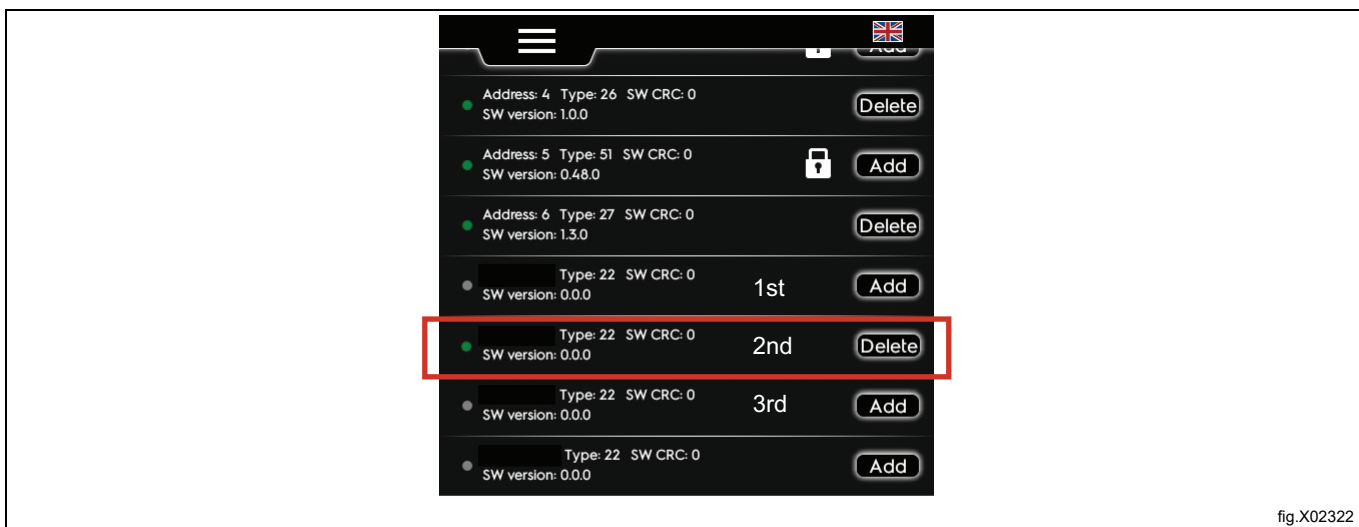 Add
Address: 4 Type: 26 SW CRC: 0
SW version: 1.0.0
Delete
Address: 5 Type: 51 SW CRC: 0
SW version: 0.48.0
Add
Address: 6 Type: 27 SW CRC: 0
SW version: 1.3.0
Delete
Type: 22 SW CRC: 0
SW version: 0.0.0
1st
Add
Type: 22 SW CRC: 0
SW version: 0.0.0
2nd
Delete
Type: 22 SW CRC: 0
SW version: 0.0.0
3rd
Add
Type: 22 SW CRC: 0
SW version: 0.0.0
Add
fig.X02322